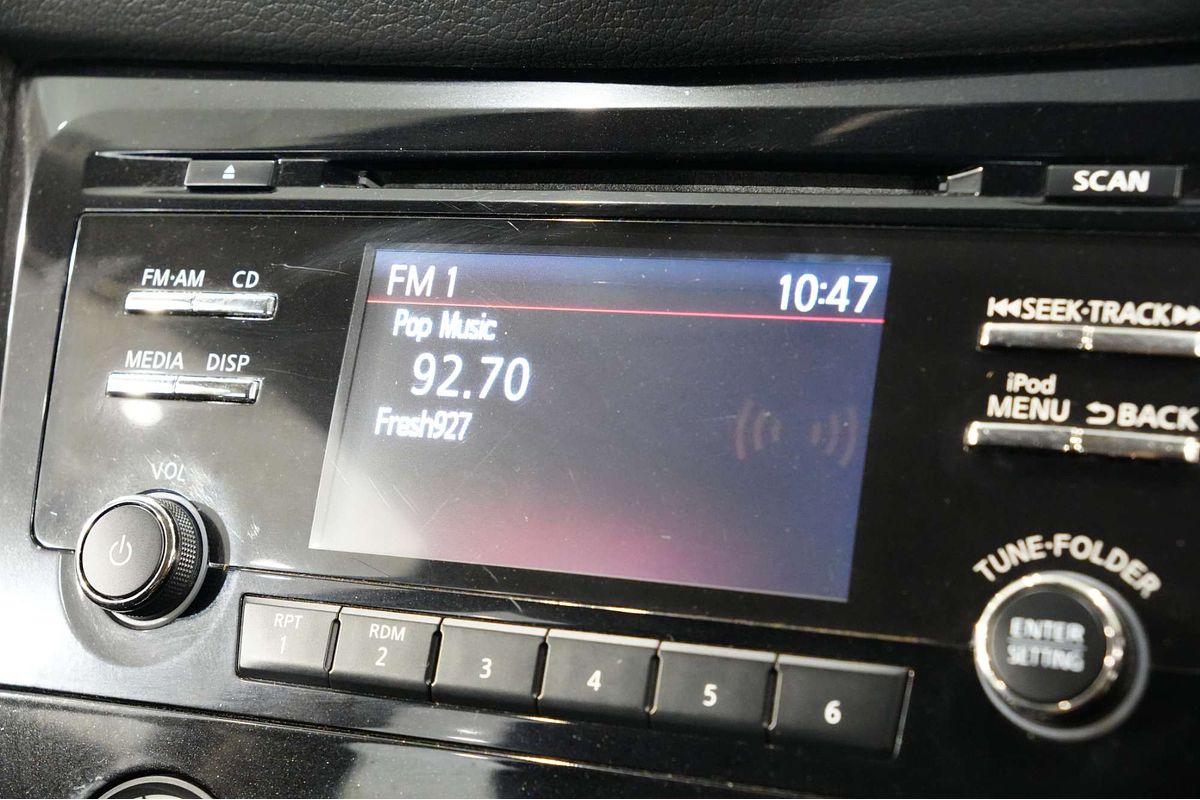 SCAN
FM·AM CD
MEDIA DISP
VOL
FM 1 10:47
Pop Music
92.70
Fresh927
SEEK·TRACK
iPod
MENU BACK
TUNE·FOLDER
ENTER
SETTING
RPT
1
RDM
2
3
4
5
6